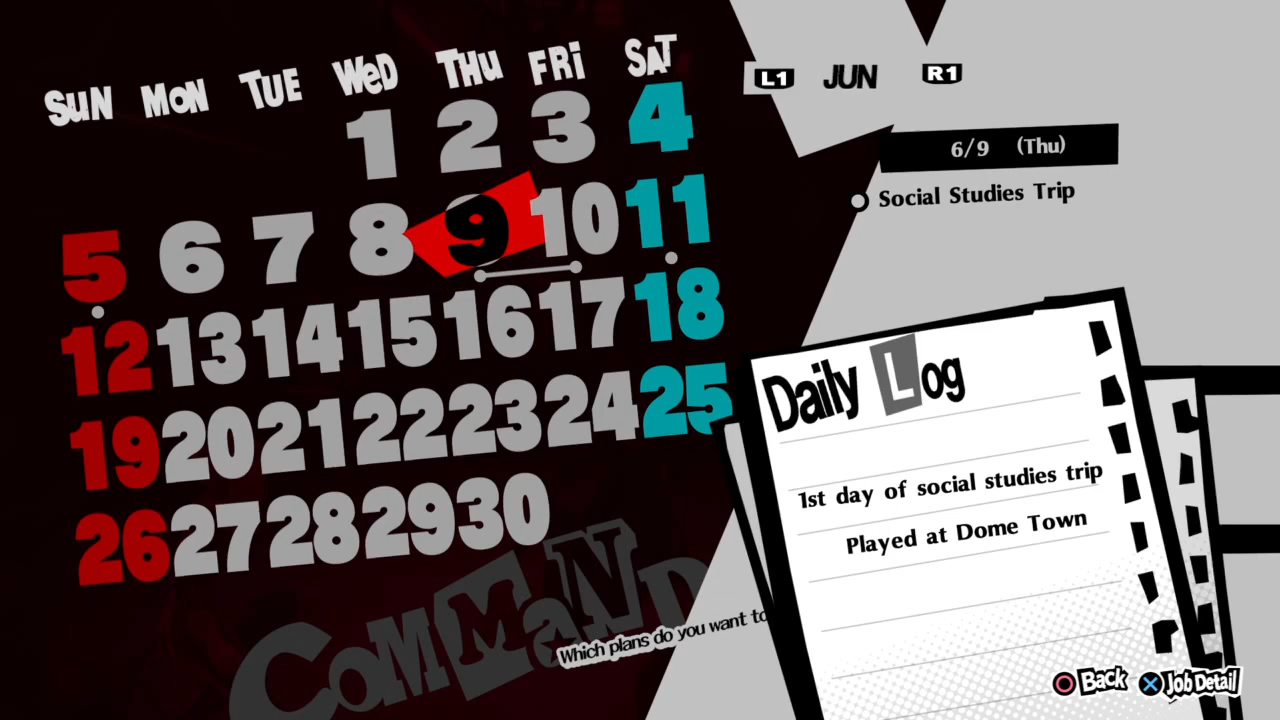 SUN MON TUE WeD THu FRi SAT
1 2 3 4
5 6 7 8 9 10 11
12 13 14 15 16 17 18
19 20 21 22 23 24 25
26 27 28 29 30
L1 JUN R1
6/9 (Thu)
Social Studies Trip
Daily Log
1st day of social studies trip
Played at Dome Town
CoMMaND
Which plans do you want to
Back Job Detail